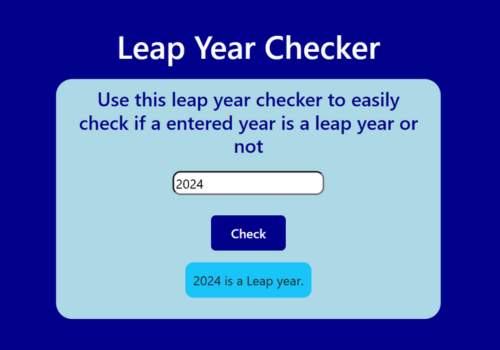 Leap Year Checker
Use this leap year checker to easily
check if a entered year is a leap year or
not
2024
Check
2024 is a Leap year.